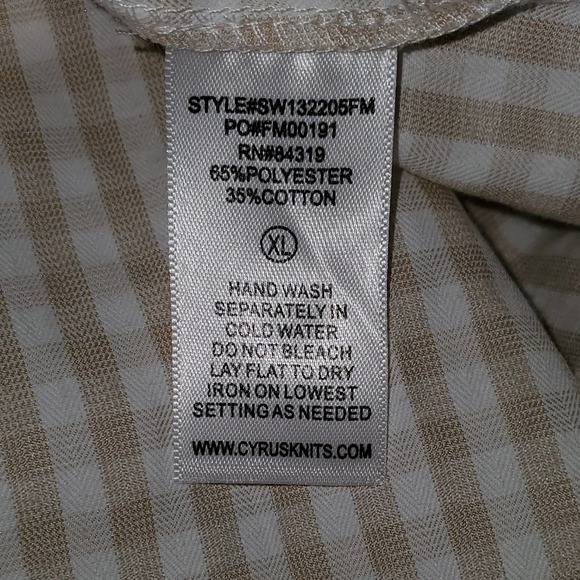 STYLE#SW132205FM
PO#FM00191
RN#84319
65%POLYESTER
35%COTTON
XL
HAND WASH
SEPARATELY IN
COLD WATER
DO NOT BLEACH
LAY FLAT TO DRY
IRON ON LOWEST
SETTING AS NEEDED
WWW.CYRUSKNITS.COM